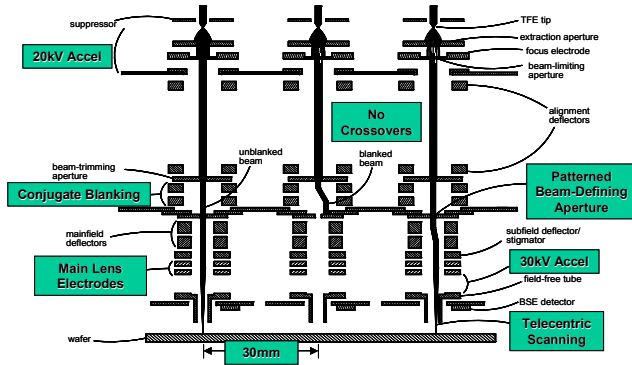 suppressor
TFE tip
extraction aperture
focus electrode
beam-limiting
aperture
20kV Accel
No
Crossovers
alignment
deflectors
unblanked
beam
blanked
beam
beam-trimming
aperture
Conjugate Blanking
Patterned
Beam-Defining
Aperture
mainfield
deflectors
subfield deflector/
stigmator
Main Lens
Electrodes
30kV Accel
field-free tube
BSE detector
Telecentric
Scanning
wafer
30mm